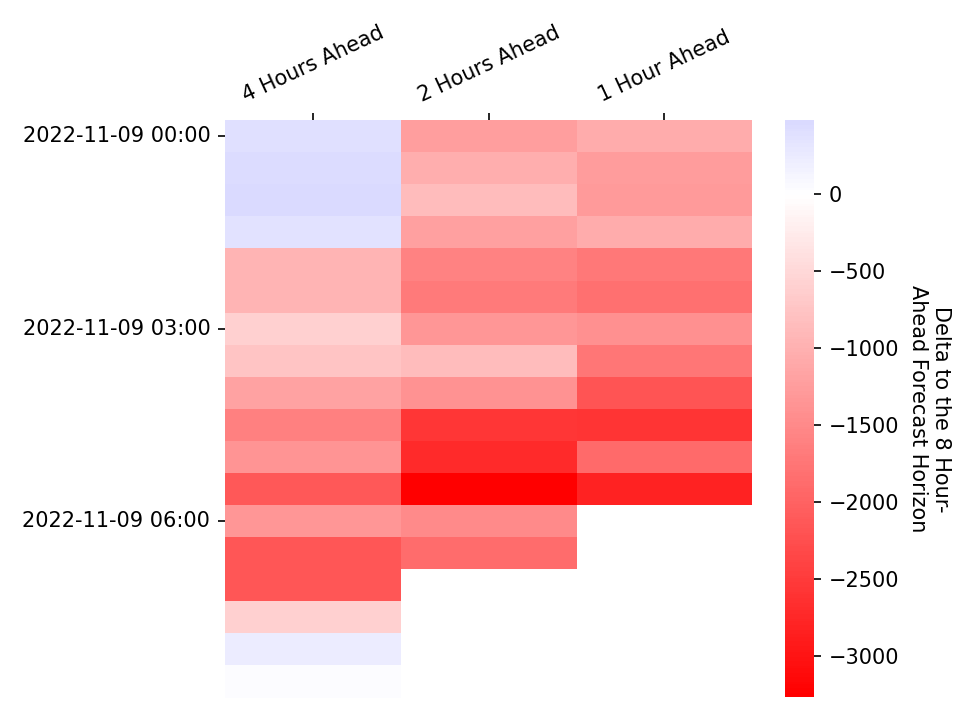 4 Hours Ahead
2 Hours Ahead
1 Hour Ahead
2022-11-09 00:00
2022-11-09 03:00
2022-11-09 06:00
0
−500
−1000
−1500
−2000
−2500
−3000
Delta to the 8 Hour-
Ahead Forecast Horizon